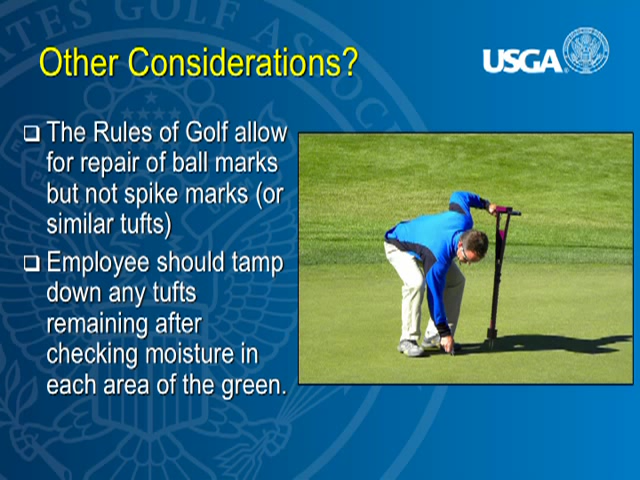 Other Considerations?
USGA
The Rules of Golf allow
for repair of ball marks
but not spike marks (or
similar tufts)
Employee should tamp
down any tufts
remaining after
checking moisture in
each area of the green.